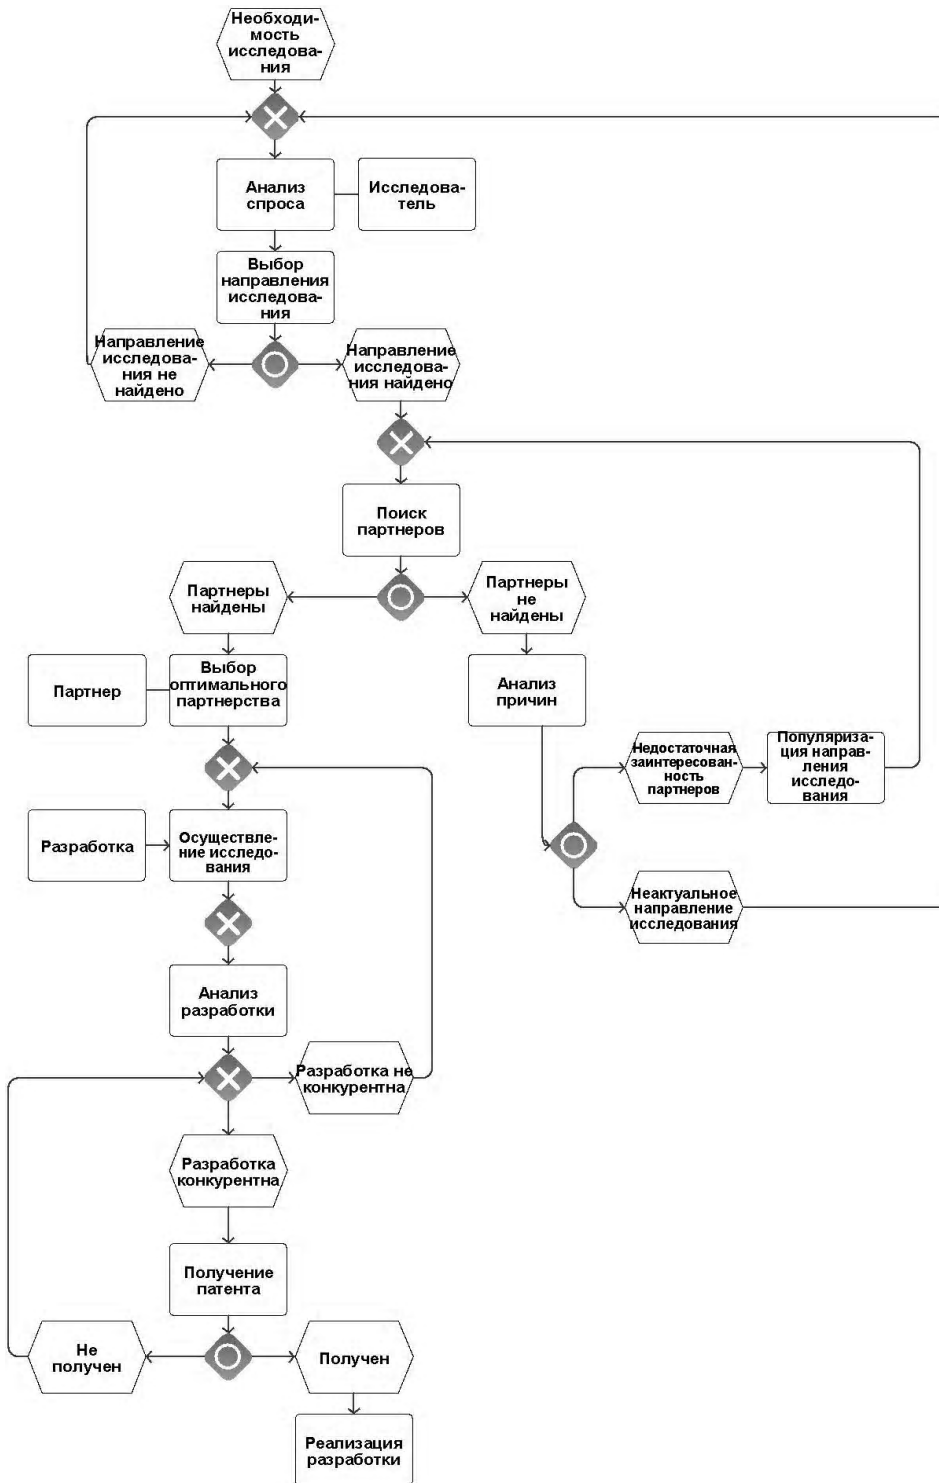 Необходи-
мость
исследова-
ния
Анализ
спроса
Исследова-
тель
Выбор
направления
исследова-
ния
Направление
исследова-
ния не
найдено
Направление
исследова-
ния найдено
Поиск
партнеров
Партнеры
найдены
Партнеры
не
найдены
Партнер
Выбор
оптимального
партнерства
Анализ
причин
Недостаточная
заинтересован-
ность
партнеров
Популяриза-
ция направ-
ления
исследо-
вания
Разработка
Осуществле-
ние исследо-
вания
Неактуальное
направление
исследования
Анализ
разработки
Разработка не
конкурентна
Разработка
конкурентна
Получение
патента
Не
получен
Получен
Реализация
разработки